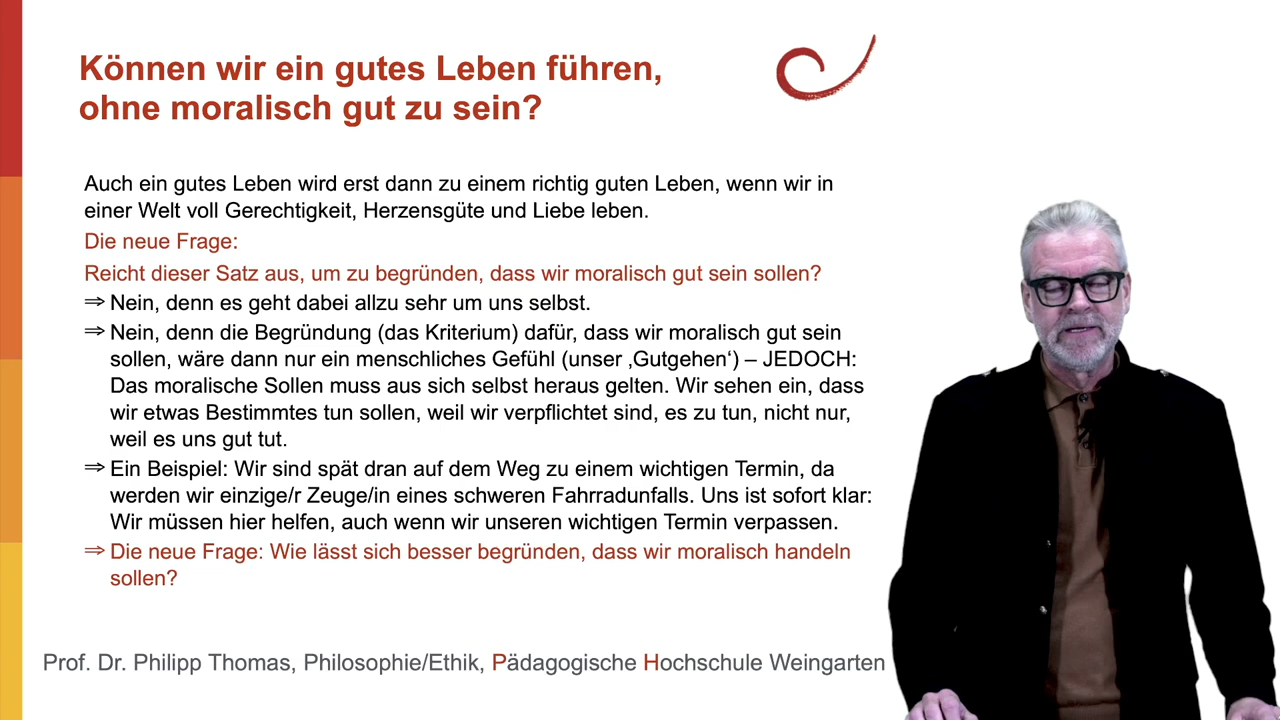 Können wir ein gutes Leben führen,
ohne moralisch gut zu sein?
Auch ein gutes Leben wird erst dann zu einem richtig guten Leben, wenn wir in
einer Welt voll Gerechtigkeit, Herzensgüte und Liebe leben.
Die neue Frage:
Reicht dieser Satz aus, um zu begründen, dass wir moralisch gut sein sollen?
⇒ Nein, denn es geht dabei allzu sehr um uns selbst.
⇒ Nein, denn die Begründung (das Kriterium) dafür, dass wir moralisch gut sein
sollen, wäre dann nur ein menschliches Gefühl (unser ‚Gutgehen‘) – JEDOCH:
Das moralische Sollen muss aus sich selbst heraus gelten. Wir sehen ein, dass
wir etwas Bestimmtes tun sollen, weil wir verpflichtet sind, es zu tun, nicht nur,
weil es uns gut tut.
⇒ Ein Beispiel: Wir sind spät dran auf dem Weg zu einem wichtigen Termin, da
werden wir einzige/r Zeuge/in eines schweren Fahrradunfalls. Uns ist sofort klar:
Wir müssen hier helfen, auch wenn wir unseren wichtigen Termin verpassen.
⇒ Die neue Frage: Wie lässt sich besser begründen, dass wir moralisch handeln
sollen?
Prof. Dr. Philipp Thomas, Philosophie/Ethik, Pädagogische Hochschule Weingarten